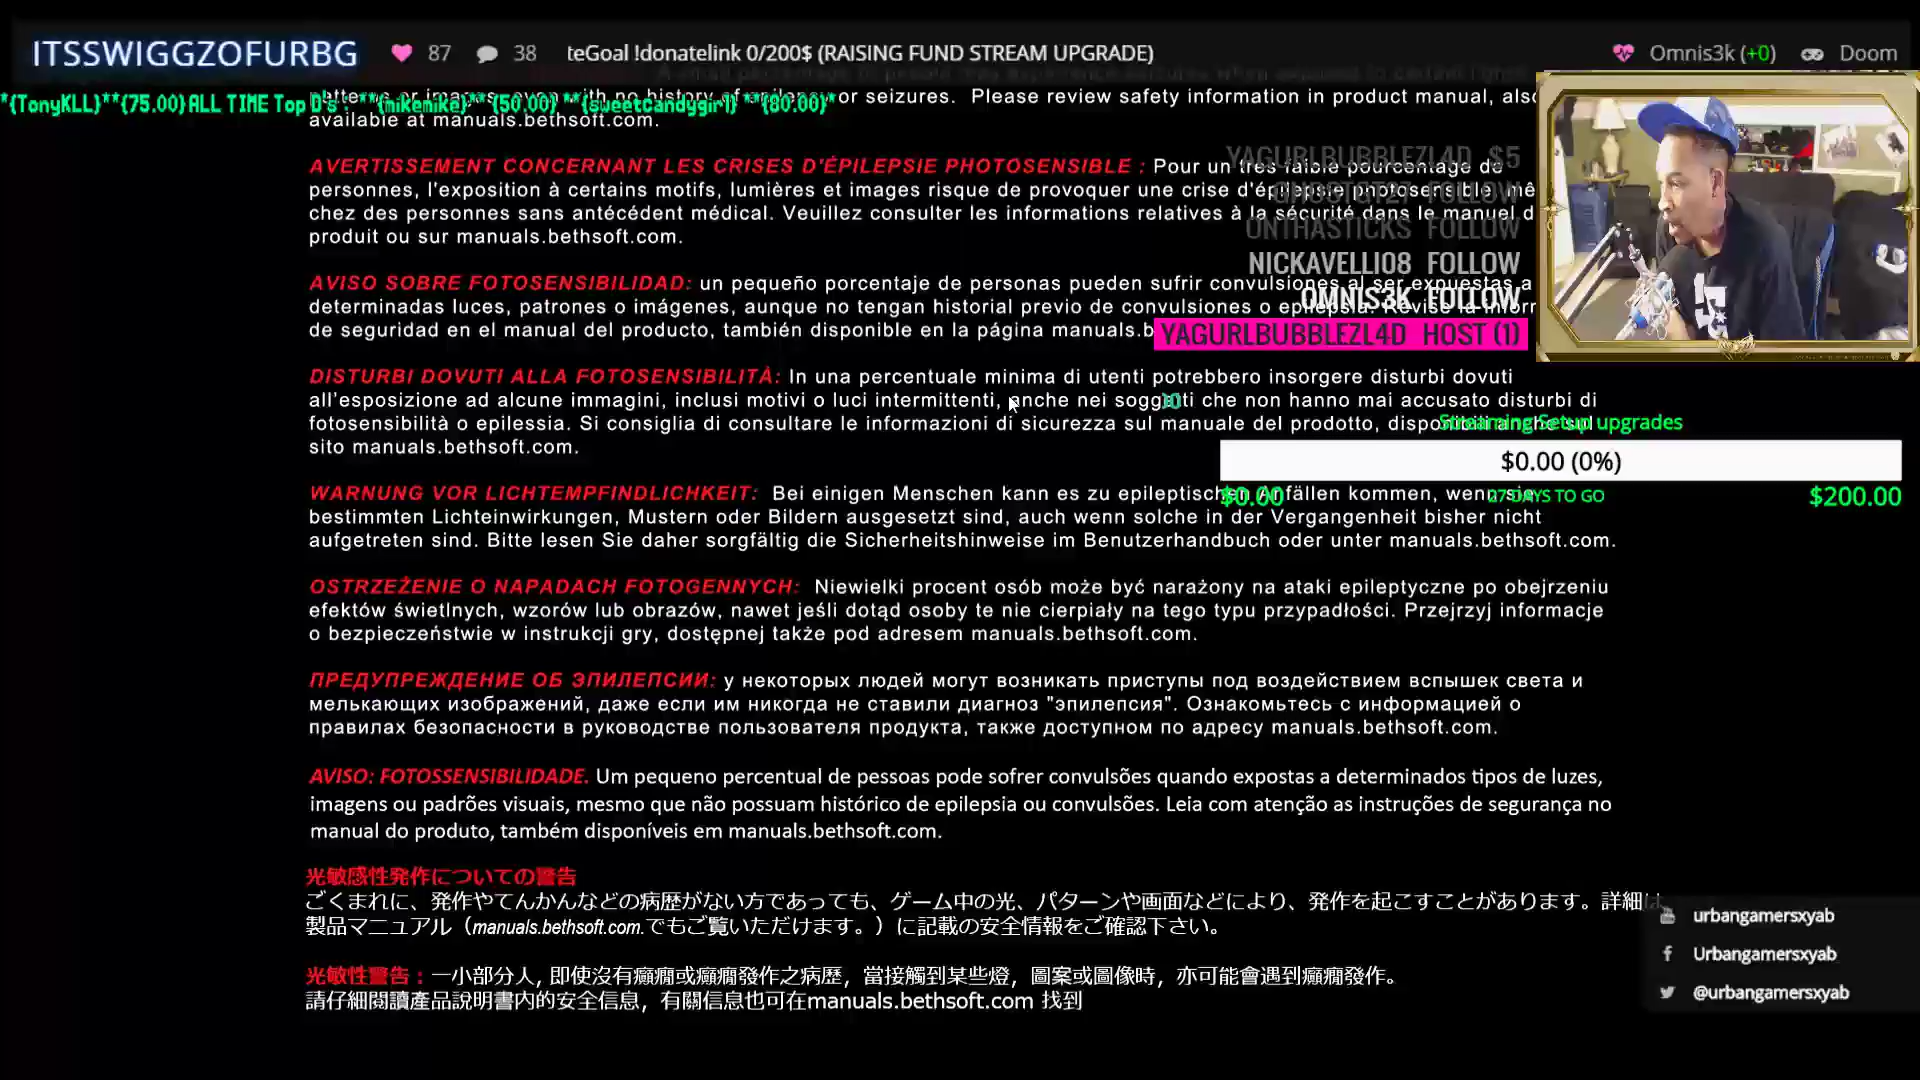 ITSSWIGGZOFURBG 87 38 teGoal !donatelink 0/200$ (RAISING FUND STREAM UPGRADE) Omnis3k (+0) Doom
or images, even with no history of epilepsy or seizures. Please review safety information in product manual, also
*{TonyKLL}**{75.00} ALL TIME Top D's : **{mikemike}**{50.00} **{sweetCandygirl} **{80.00}*
available at manuals.bethsoft.com.
AVERTISSEMENT CONCERNANT LES CRISES D'ÉPILEPSIE PHOTOSENSIBLE : Pour un très faible pourcentage de
personnes, l'exposition à certains motifs, lumières et images risque de provoquer une crise d'épilepsie photosensible, mê
chez des personnes sans antécédent médical. Veuillez consulter les informations relatives à la sécurité dans le manuel d
produit ou sur manuals.bethsoft.com.
YAGURLBUBBLEZL4D $5
GHOSTGT27 FOLLOW
ONTHASTICKS FOLLOW
NICKAVELLI08 FOLLOW
OMNIS3K FOLLOW
YAGURLBUBBLEZL4D HOST (1)
AVISO SOBRE FOTOSENSIBILIDAD: un pequeño porcentaje de personas pueden sufrir convulsiones al ser expuestas a
determinadas luces, patrones o imágenes, aunque no tengan historial previo de convulsiones o epilepsia. Revise la infor
de seguridad en el manual del producto, también disponible en la página manuals.b
DISTURBI DOVUTI ALLA FOTOSENSIBILITÀ: In una percentuale minima di utenti potrebbero insorgere disturbi dovuti
all'esposizione ad alcune immagini, inclusi motivi o luci intermittenti, anche nei soggetti che non hanno mai accusato disturbi di
fotosensibilità o epilessia. Si consiglia di consultare le informazioni di sicurezza sul manuale del prodotto, disponibili anche sul
sito manuals.bethsoft.com.
Streaming Setup upgrades
$0.00 (0%)
$0.00 27 DAYS TO GO $200.00
WARNUNG VOR LICHTEMPFINDLICHKEIT: Bei einigen Menschen kann es zu epileptischen Anfällen kommen, wenn sie
bestimmten Lichteinwirkungen, Mustern oder Bildern ausgesetzt sind, auch wenn solche in der Vergangenheit bisher nicht
aufgetreten sind. Bitte lesen Sie daher sorgfältig die Sicherheitshinweise im Benutzerhandbuch oder unter manuals.bethsoft.com.
OSTRZEŻENIE O NAPADACH FOTOGENNYCH: Niewielki procent osób może być narażony na ataki epileptyczne po obejrzeniu
efektów świetlnych, wzorów lub obrazów, nawet jeśli dotąd osoby te nie cierpiały na tego typu przypadłości. Przejrzyj informacje
o bezpieczeństwie w instrukcji gry, dostępnej także pod adresem manuals.bethsoft.com.
ПРЕДУПРЕЖДЕНИЕ ОБ ЭПИЛЕПСИИ: у некоторых людей могут возникать приступы под воздействием вспышек света и
мелькающих изображений, даже если им никогда не ставили диагноз "эпилепсия". Ознакомьтесь с информацией о
правилах безопасности в руководстве пользователя продукта, также доступном по адресу manuals.bethsoft.com.
AVISO: FOTOSSENSIBILIDADE. Um pequeno percentual de pessoas pode sofrer convulsões quando expostas a determinados tipos de luzes,
imagens ou padrões visuais, mesmo que não possuam histórico de epilepsia ou convulsões. Leia com atenção as instruções de segurança no
manual do produto, também disponíveis em manuals.bethsoft.com.
光敏感性発作についての警告
ごくまれに、発作やてんかんなどの病歴がない方であっても、ゲーム中の光、パターンや画面などにより、発作を起こすことがあります。詳細は
製品マニュアル（manuals.bethsoft.com.でもご覧いただけます。）に記載の安全情報をご確認下さい。
光敏性警告：一小部分人, 即使沒有癲癇或癲癇發作之病歷，當接觸到某些燈，圖案或圖像時，亦可能會遇到癲癇發作。
請仔細閱讀產品說明書內的安全信息，有關信息也可在manuals.bethsoft.com 找到
urbangamersxyab
Urbangamersxyab
@urbangamersxyab